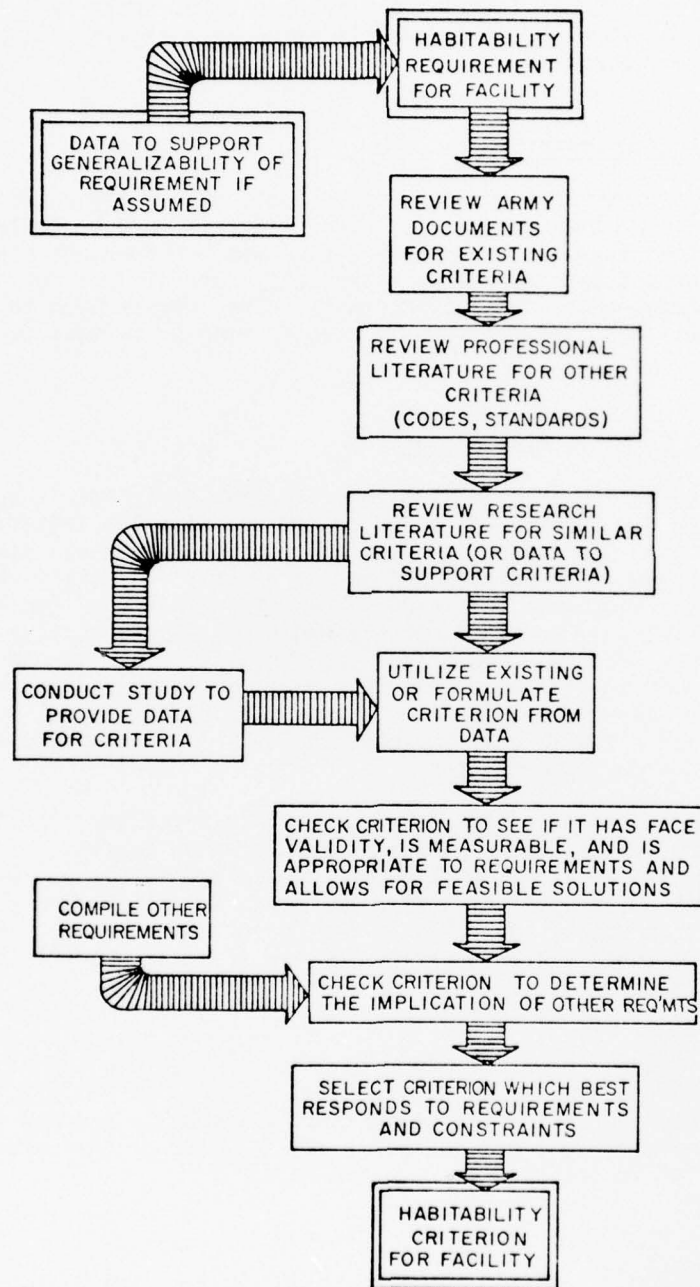 HABITABILITY
REQUIREMENT
FOR FACILITY
DATA TO SUPPORT
GENERALIZABILITY OF
REQUIREMENT IF
ASSUMED
REVIEW ARMY
DOCUMENTS
FOR EXISTING
CRITERIA
REVIEW PROFESSIONAL
LITERATURE FOR OTHER
CRITERIA
(CODES, STANDARDS)
REVIEW RESEARCH
LITERATURE FOR SIMILAR
CRITERIA (OR DATA TO
SUPPORT CRITERIA)
CONDUCT STUDY TO
PROVIDE DATA
FOR CRITERIA
UTILIZE EXISTING
OR FORMULATE
CRITERION FROM
DATA
CHECK CRITERION TO SEE IF IT HAS FACE
VALIDITY, IS MEASURABLE, AND IS
APPROPRIATE TO REQUIREMENTS AND
ALLOWS FOR FEASIBLE SOLUTIONS
COMPILE OTHER
REQUIREMENTS
CHECK CRITERION TO DETERMINE
THE IMPLICATION OF OTHER REQ'MTS
SELECT CRITERION WHICH BEST
RESPONDS TO REQUIREMENTS
AND CONSTRAINTS
HABITABILITY
CRITERION
FOR FACILITY